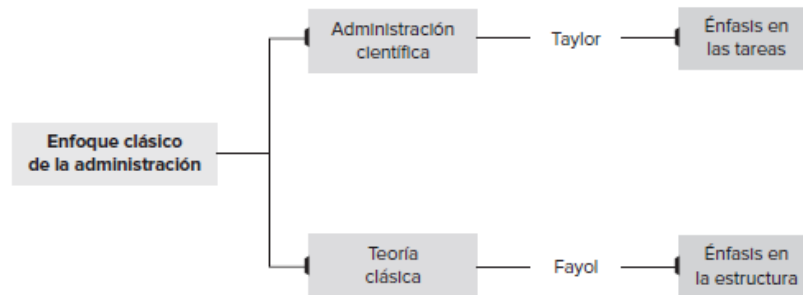 Administración
científica
Taylor
Énfasis en
las tareas
Enfoque clásico
de la administración
Teoría
clásica
Fayol
Énfasis en
la estructura